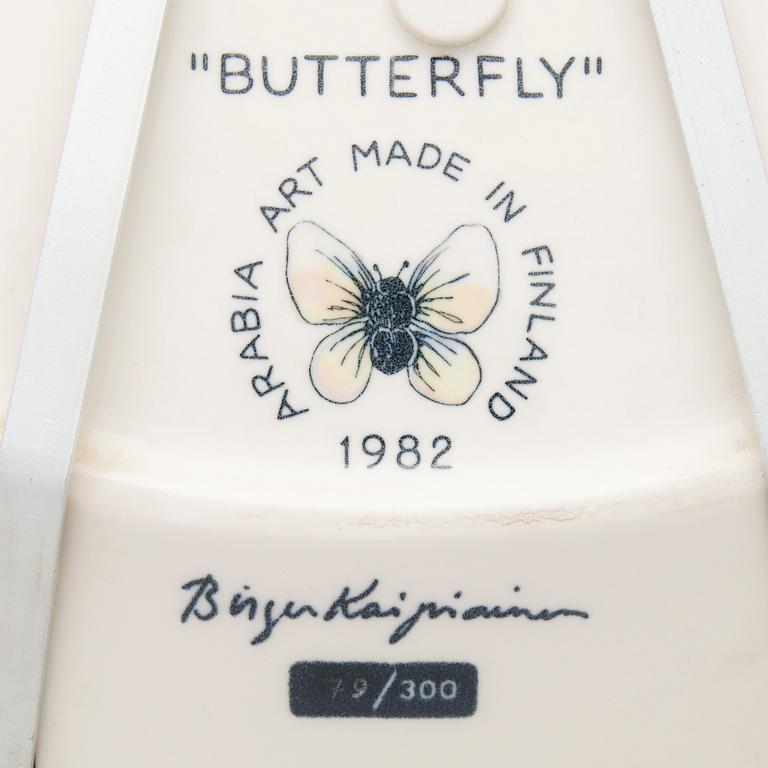 "BUTTERFLY"
ARABIA ART MADE IN FINLAND
1982
Birger Kaipiainen
79/300